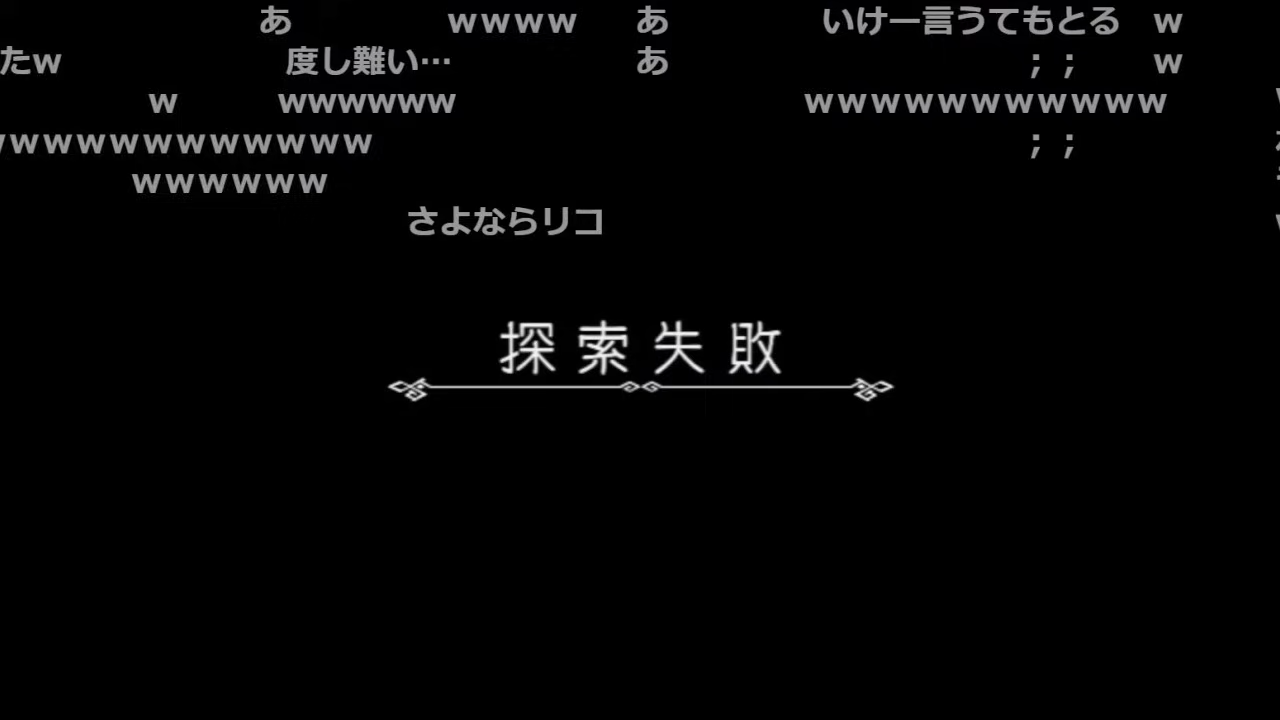 あ wwww あ いけー言うてもとる w
たw 度し難い… あ ；； w
w wwwwww wwwwwwwwwww
wwwwwwwwwwww ；；
wwwwww
さよならリコ
探索失敗